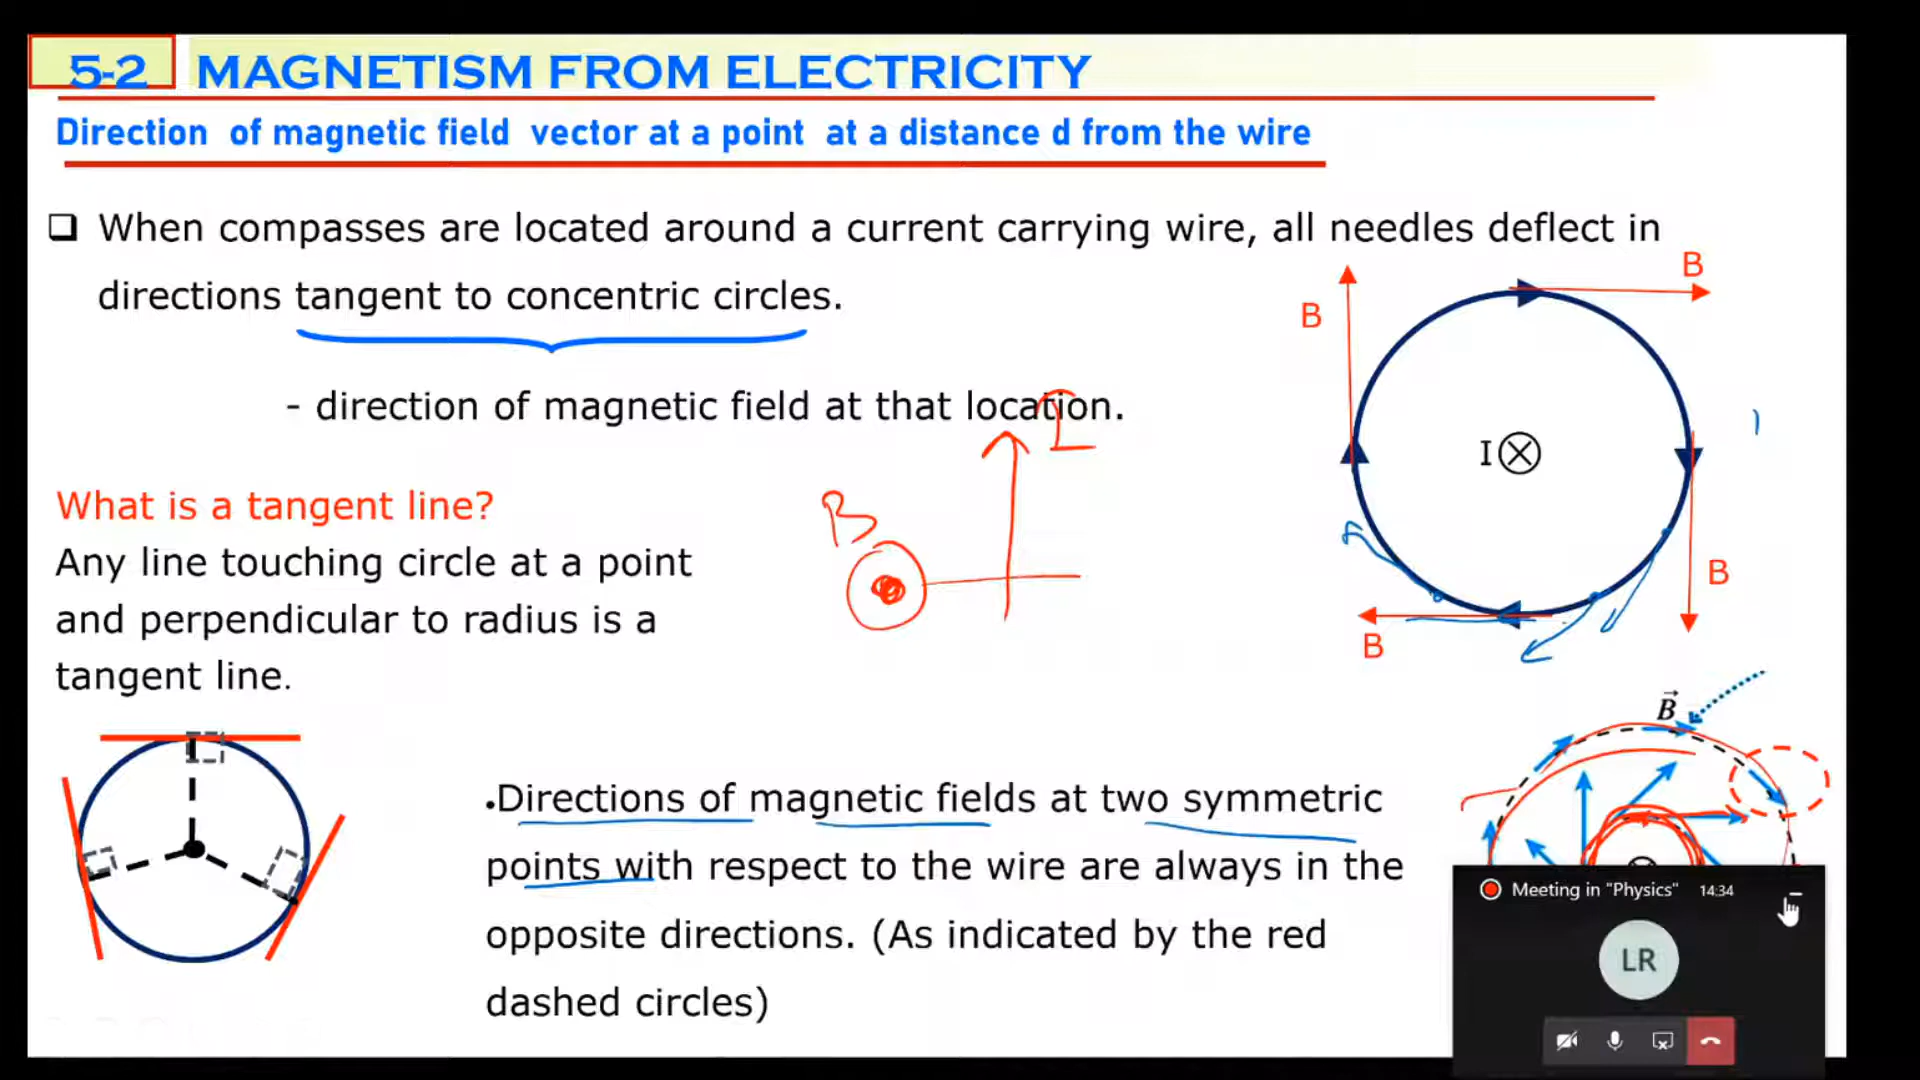 5-2 MAGNETISM FROM ELECTRICITY
Direction of magnetic field vector at a point at a distance d from the wire
❑ When compasses are located around a current carrying wire, all needles deflect in
directions tangent to concentric circles.
- direction of magnetic field at that location.
What is a tangent line?
Any line touching circle at a point
and perpendicular to radius is a
tangent line.
I
B
B
B
I
B
B
B⃗
•Directions of magnetic fields at two symmetric
points with respect to the wire are always in the
opposite directions. (As indicated by the red
dashed circles)
Meeting in "Physics" 14:34
LR